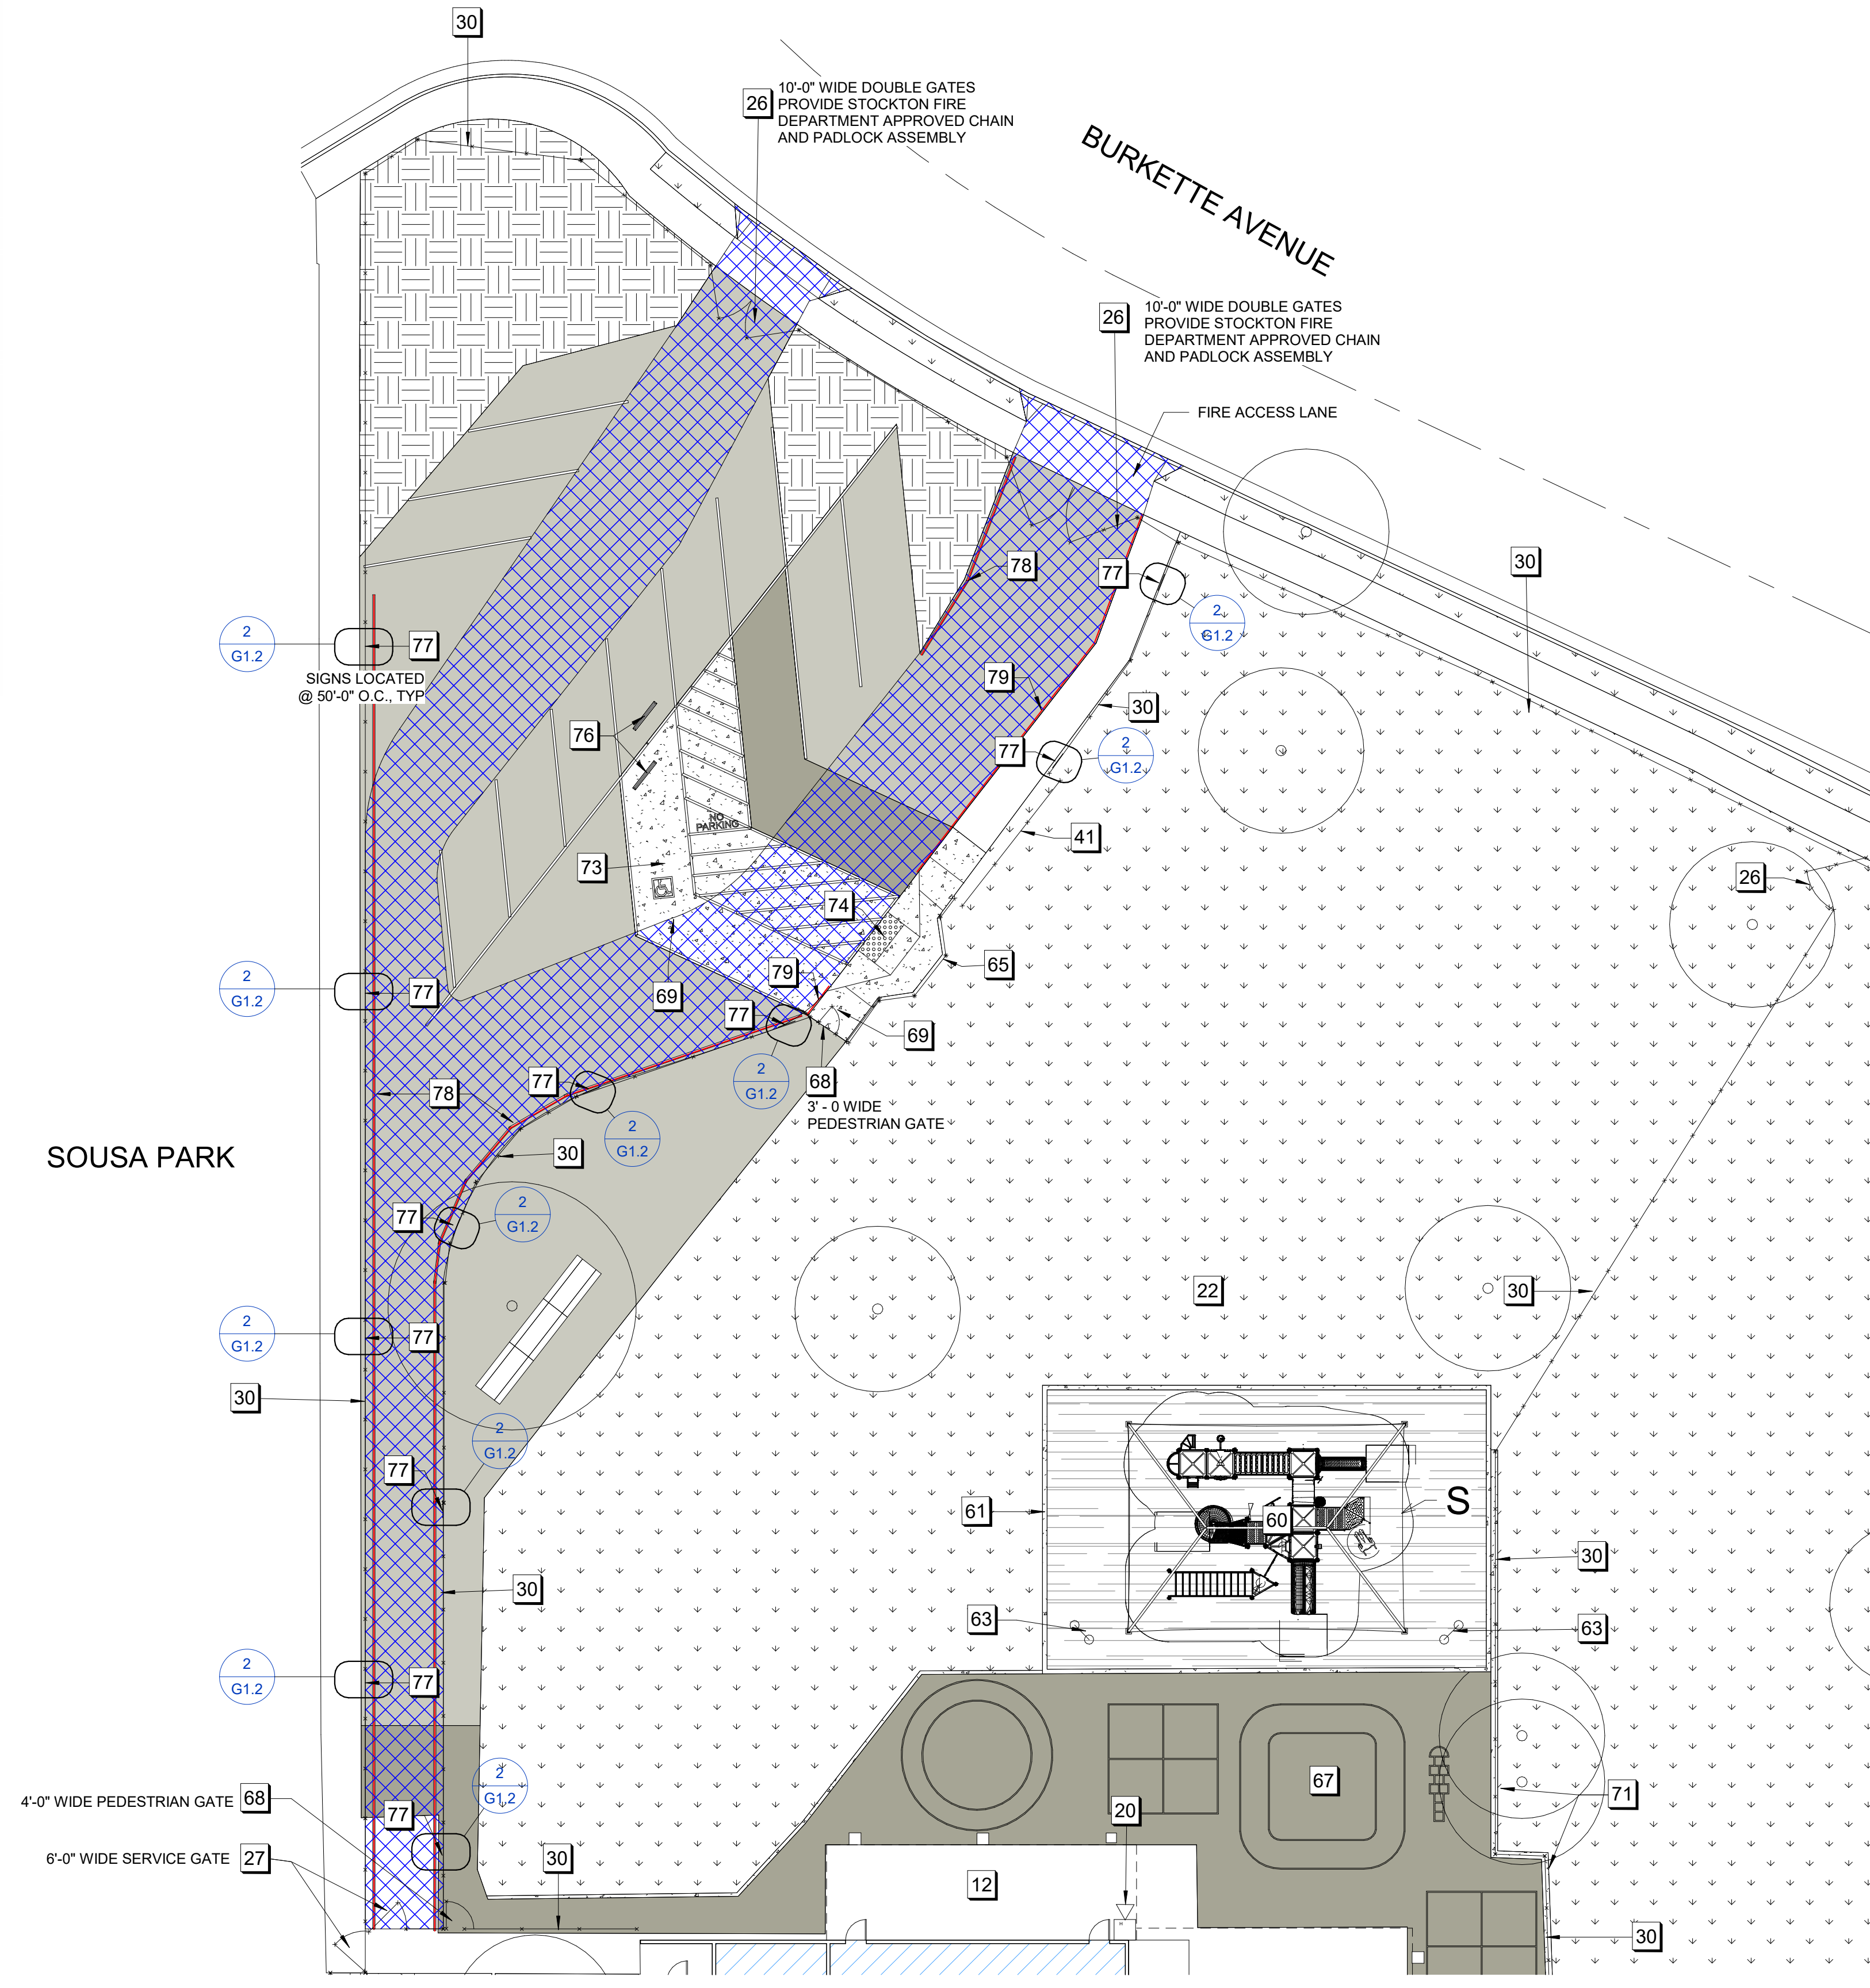 30
26
10'-0" WIDE DOUBLE GATES
PROVIDE STOCKTON FIRE
DEPARTMENT APPROVED CHAIN
AND PADLOCK ASSEMBLY
BURKETTE AVENUE
26
10'-0" WIDE DOUBLE GATES
PROVIDE STOCKTON FIRE
DEPARTMENT APPROVED CHAIN
AND PADLOCK ASSEMBLY
FIRE ACCESS LANE
78
77
30
2
G1.2
2
G1.2
77
SIGNS LOCATED
@ 50'-0" O.C., TYP
79
30
76
77
2
G1.2
NO
PARKING
41
73
26
74
65
79
2
G1.2
77
69
77
69
2
G1.2
77
68
3' - 0 WIDE
PEDESTRIAN GATE
78
2
G1.2
SOUSA PARK
30
77
2
G1.2
22
30
2
G1.2
77
30
2
G1.2
77
61
60
S
30
30
63
63
2
G1.2
77
2
G1.2
67
71
4'-0" WIDE PEDESTRIAN GATE
68
77
20
6'-0" WIDE SERVICE GATE
27
30
12
30